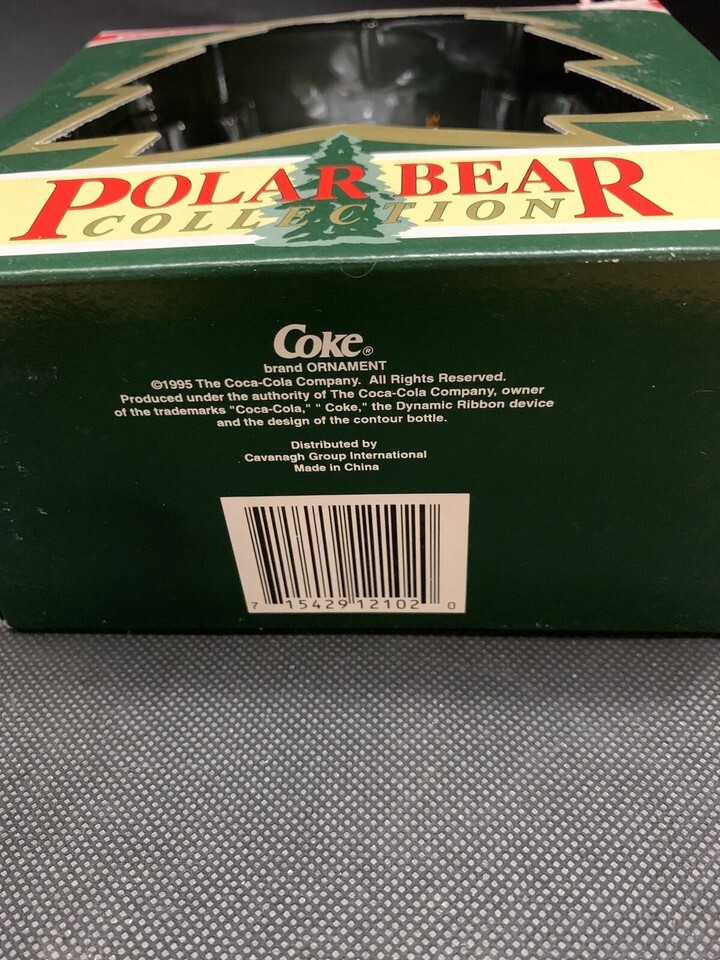 POLAR BEAR
COLLECTION
Coke®
brand ORNAMENT
©1995 The Coca-Cola Company. All Rights Reserved.
Produced under the authority of The Coca-Cola Company, owner
of the trademarks "Coca-Cola," " Coke," the Dynamic Ribbon device
and the design of the contour bottle.
Distributed by
Cavanagh Group International
Made in China
7 15429 12102 0